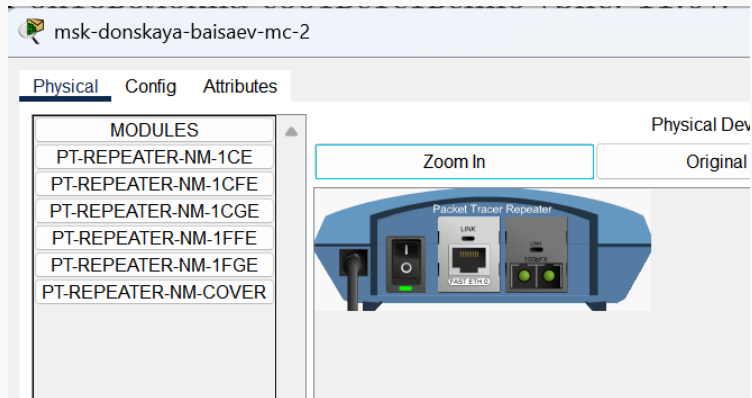 msk-donskaya-baisaev-mc-2
Physical Config Attributes
MODULES
PT-REPEATER-NM-1CE
PT-REPEATER-NM-1CFE
PT-REPEATER-NM-1CGE
PT-REPEATER-NM-1FFE
PT-REPEATER-NM-1FGE
PT-REPEATER-NM-COVER
Physical Dev
Zoom In Original
Packet Tracer Repeater
LINK
FAST ETH 0
LINK
100bFX